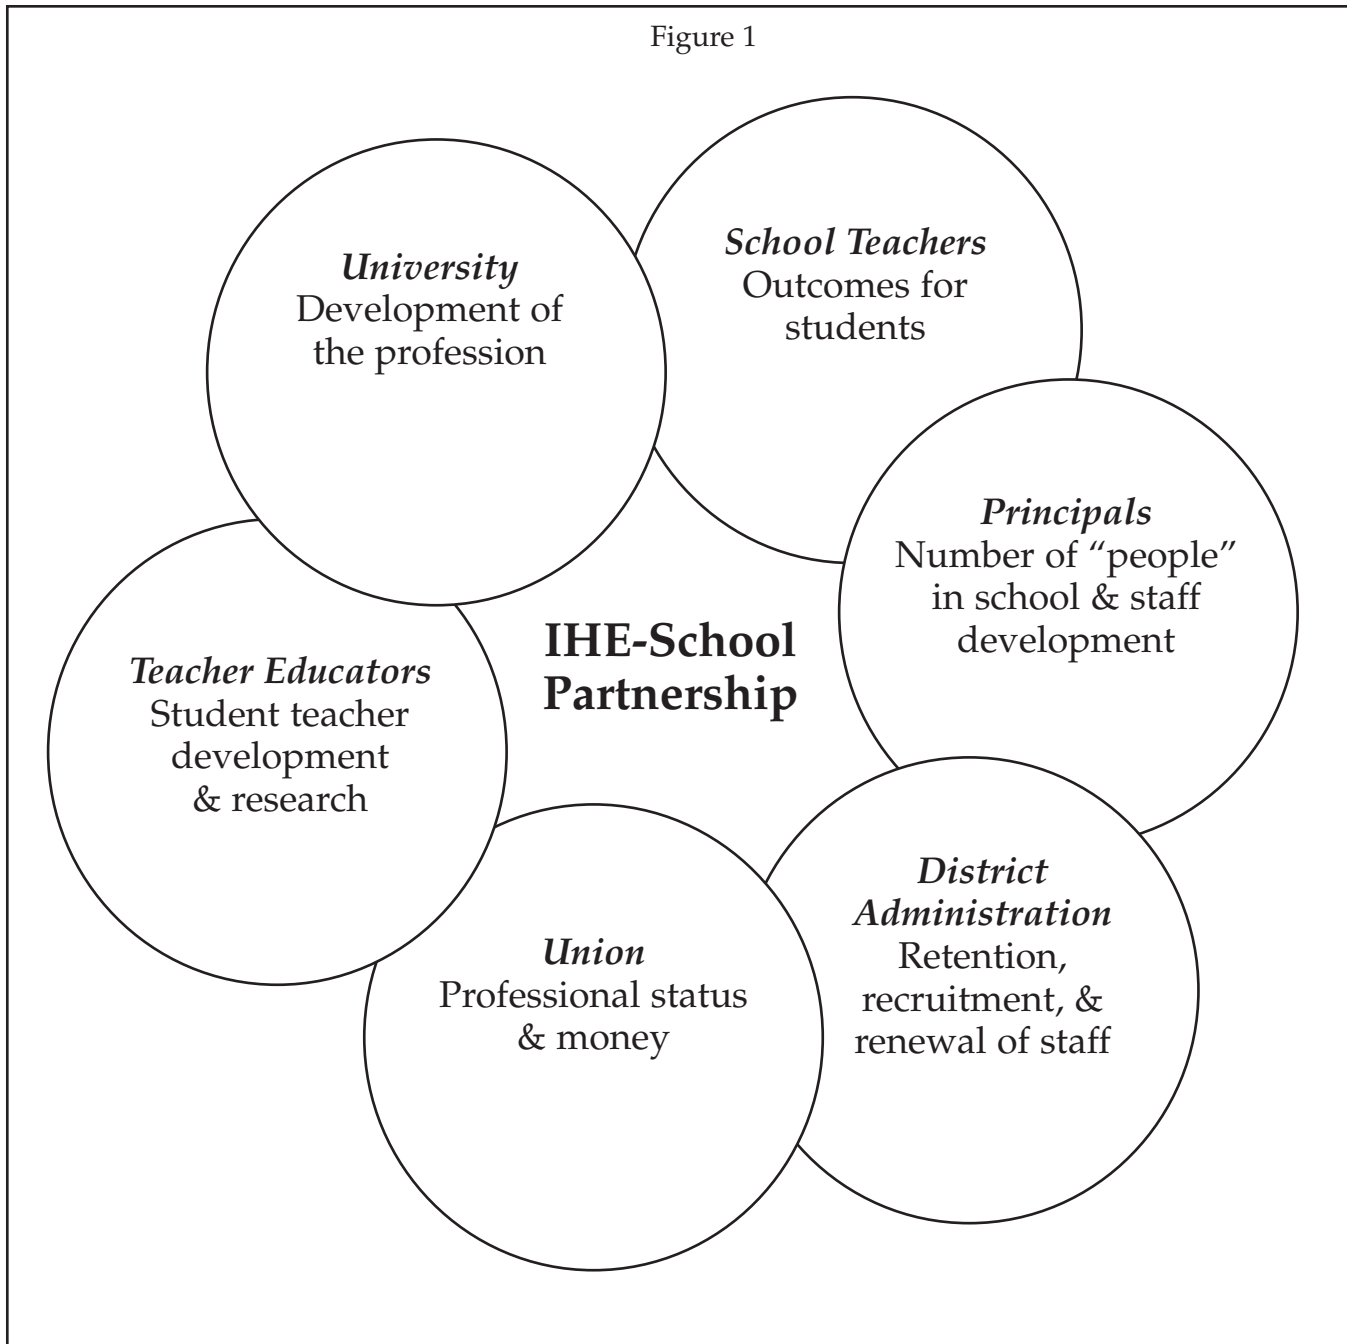 Figure 1
University
Development of
the profession
School Teachers
Outcomes for
students
Principals
Number of “people”
in school & staff
development
IHE-School
Partnership
Teacher Educators
Student teacher
development
& research
District
Administration
Retention,
recruitment, &
renewal of staff
Union
Professional status
& money